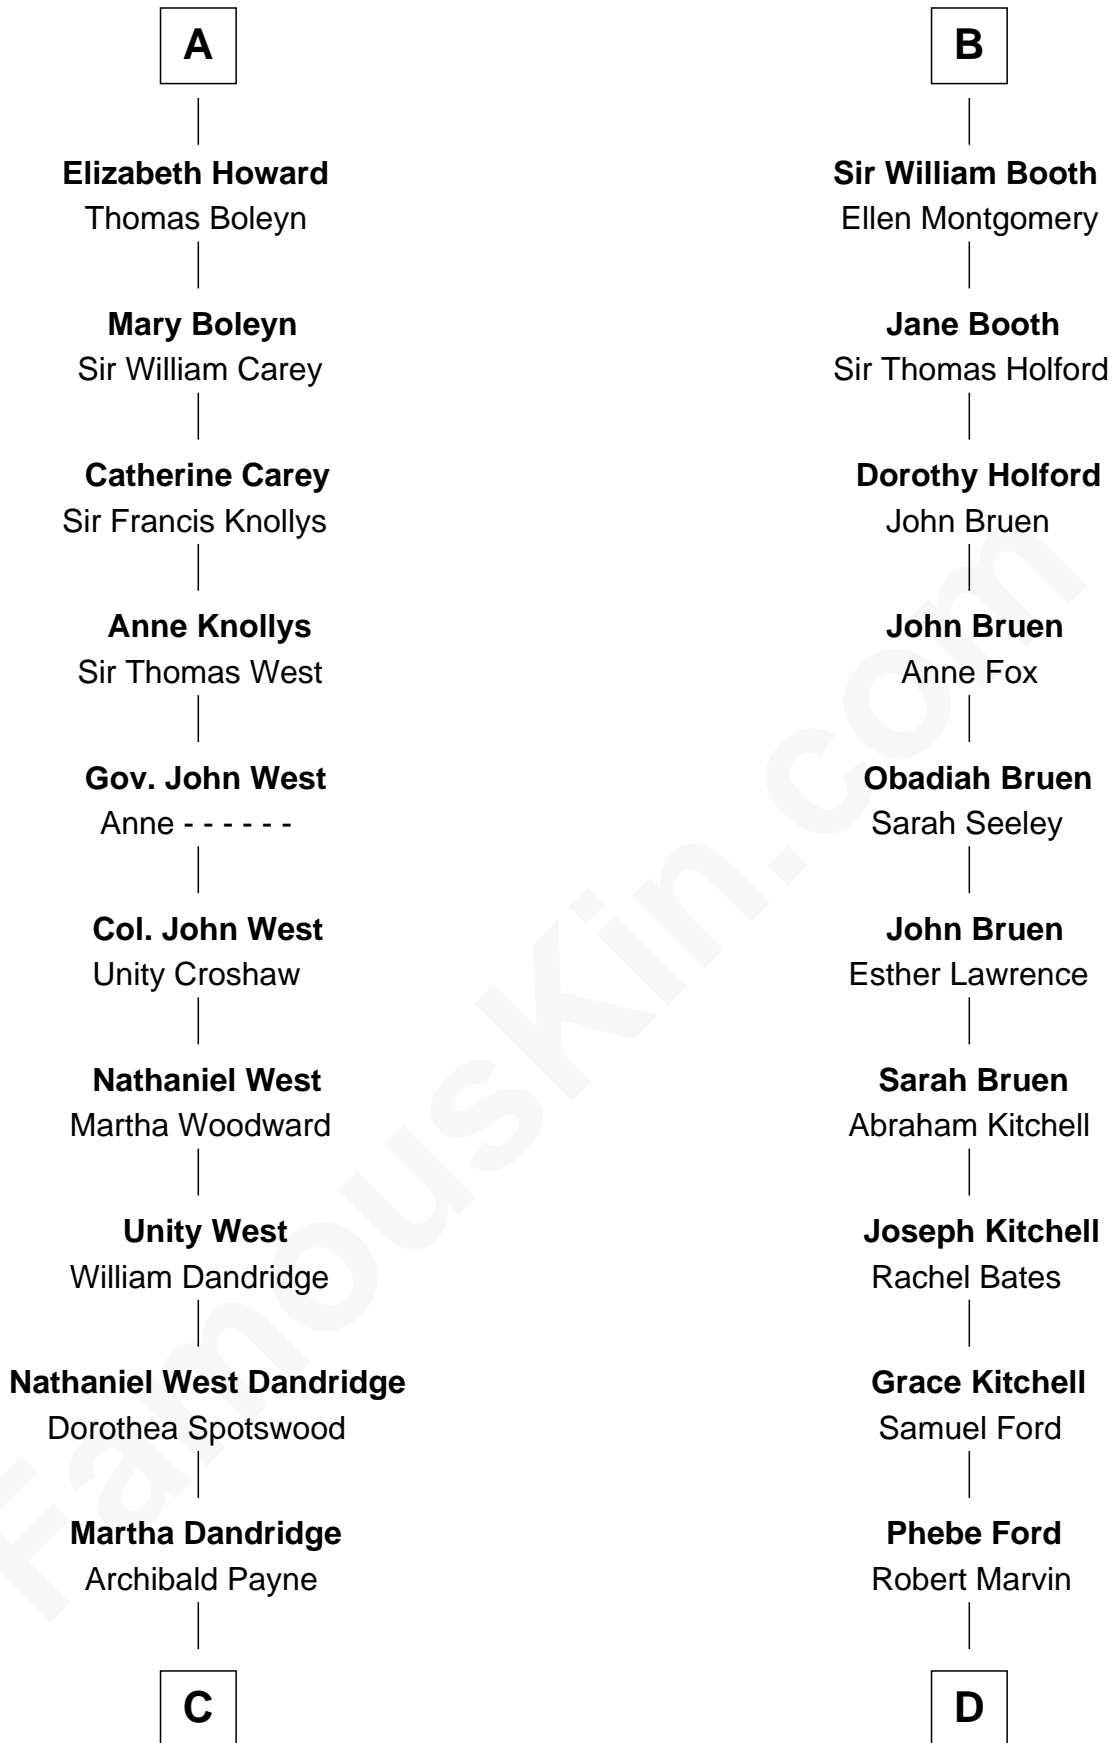 A
Elizabeth Howard
Thomas Boleyn
Mary Boleyn
Sir William Carey
Catherine Carey
Sir Francis Knollys
Anne Knollys
Sir Thomas West
Gov. John West
Anne - - - - - -
Col. John West
Unity Croshaw
Nathaniel West
Martha Woodward
Unity West
William Dandridge
Nathaniel West Dandridge
Dorothea Spotswood
Martha Dandridge
Archibald Payne
C
B
Sir William Booth
Ellen Montgomery
Jane Booth
Sir Thomas Holford
Dorothy Holford
John Bruen
John Bruen
Anne Fox
Obadiah Bruen
Sarah Seeley
John Bruen
Esther Lawrence
Sarah Bruen
Abraham Kitchell
Joseph Kitchell
Rachel Bates
Grace Kitchell
Samuel Ford
Phebe Ford
Robert Marvin
D
FamousKin.com